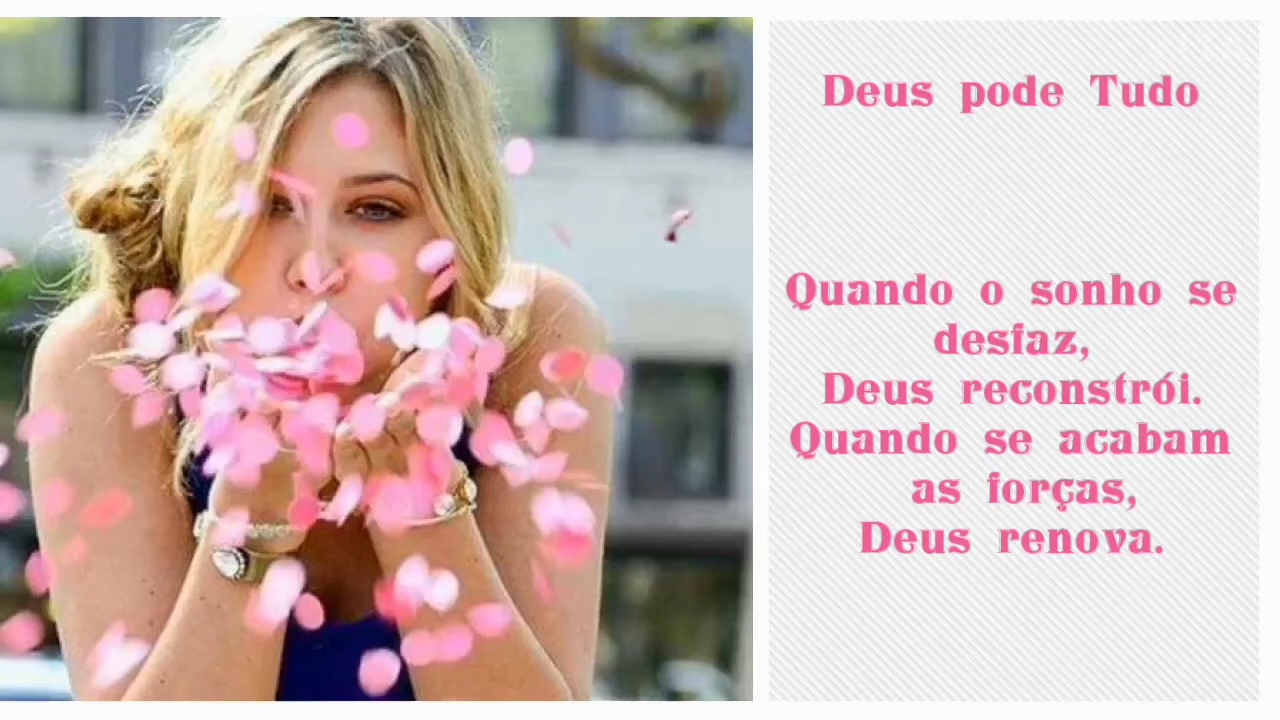 Deus pode Tudo
Quando o sonho se
desfaz,
Deus reconstrói.
Quando se acabam
as forças,
Deus renova.